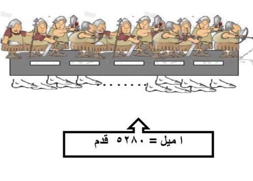 ١ ميل = ٥٢٨٠ قدم